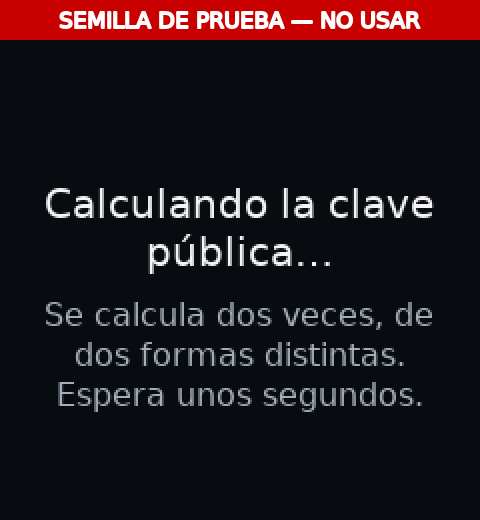 SEMILLA DE PRUEBA — NO USAR
Calculando la clave
pública...
Se calcula dos veces, de
dos formas distintas.
Espera unos segundos.